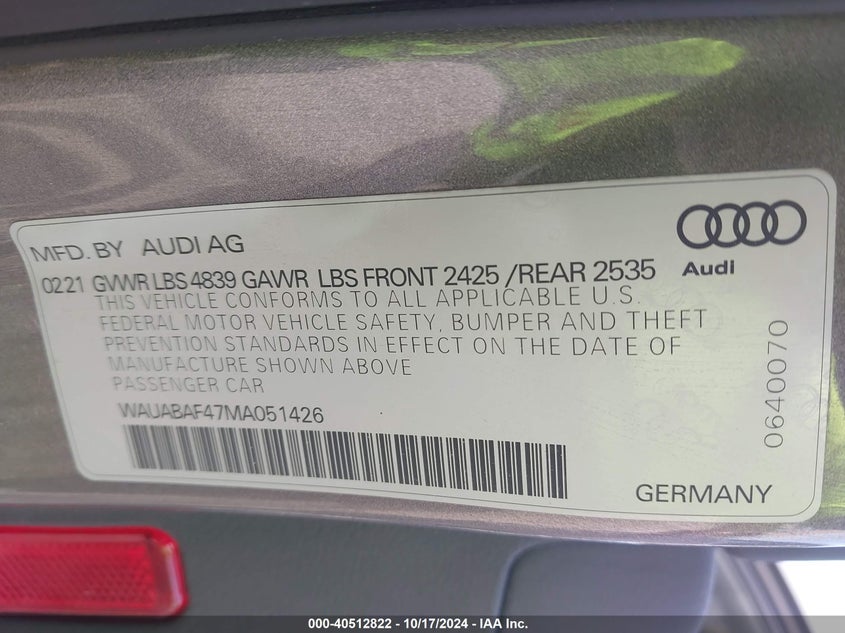 MFD. BY AUDI AG
Audi
0221 GVWR LBS 4839 GAWR LBS FRONT 2425 /REAR 2535
THIS VEHICLE CONFORMS TO ALL APPLICABLE U.S.
FEDERAL MOTOR VEHICLE SAFETY, BUMPER AND THEFT
PREVENTION STANDARDS IN EFFECT ON THE DATE OF
MANUFACTURE SHOWN ABOVE
PASSENGER CAR
WAUABAF47MA051426
0640070
GERMANY
000-40512822 - 10/17/2024 - IAA Inc.